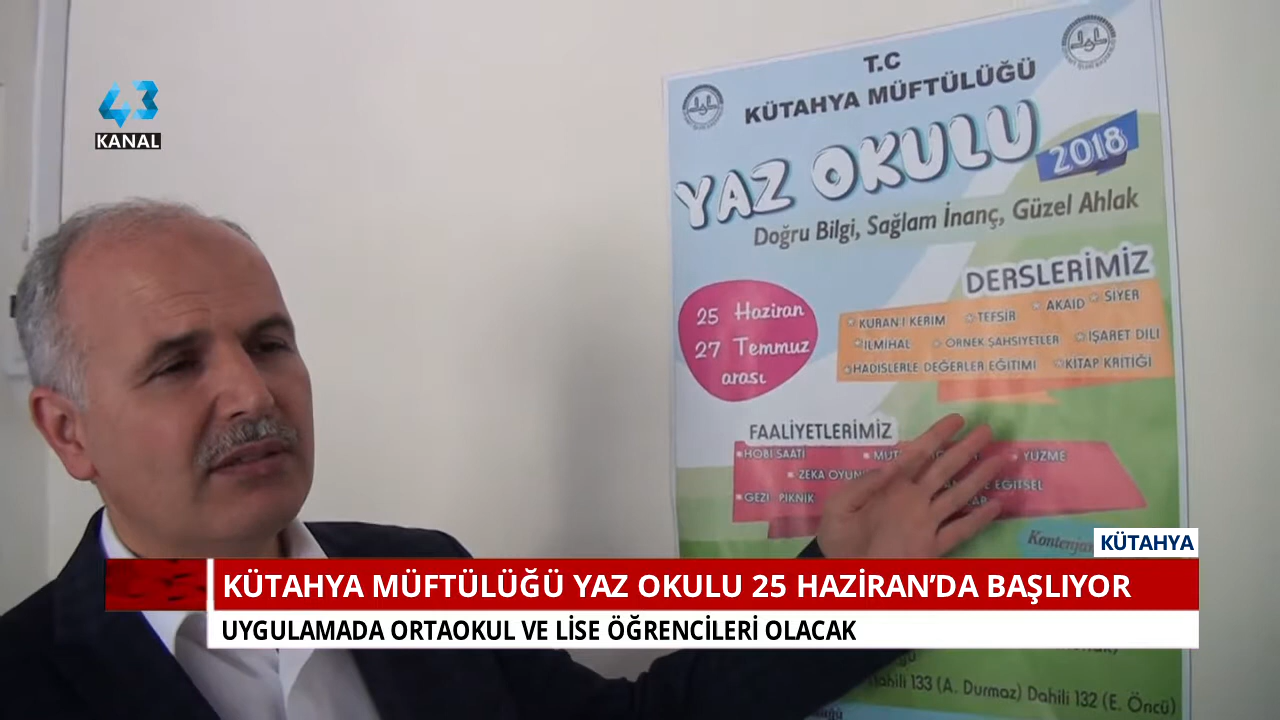 43
KANAL
T.C
KÜTAHYA MÜFTÜLÜĞÜ
YAZ OKULU
2018
Doğru Bilgi, Sağlam İnanç, Güzel Ahlak
DERSLERİMİZ
KURAN'I KERİM TEFSİR AKAİD SİYER
İLMİHAL ÖRNEK ŞAHSİYETLER İŞARET DİLİ
HADİSLERLE DEĞERLER EĞİTİMİ KİTAP KRİTİĞİ
25 Haziran
27 Temmuz
arası
FAALİYETLERİMİZ
HOBİ SAATİ YÜZME
ZEKA EĞİTSEL
GEZİ PİKNİK
KÜTAHYA
KÜTAHYA MÜFTÜLÜĞÜ YAZ OKULU 25 HAZİRAN’DA BAŞLIYOR
UYGULAMADA ORTAOKUL VE LİSE ÖĞRENCİLERİ OLACAK
Dahili 133 (A. Durmaz) Dahili 132 (E. Öncü)